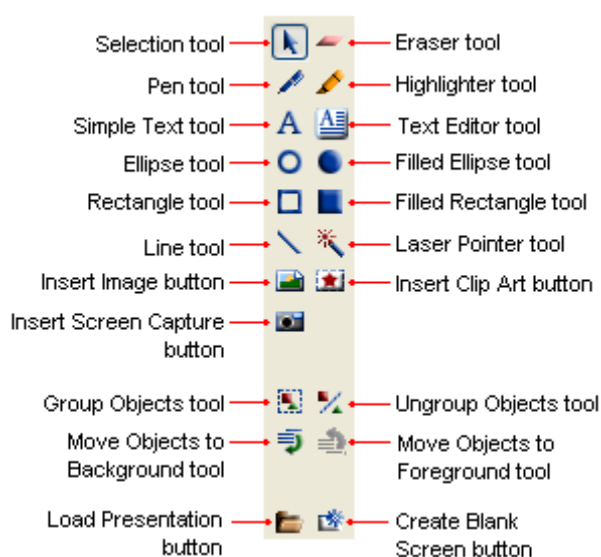 Selection tool
Eraser tool
Pen tool
Highlighter tool
Simple Text tool
Text Editor tool
Ellipse tool
Filled Ellipse tool
Rectangle tool
Filled Rectangle tool
Line tool
Laser Pointer tool
Insert Image button
Insert Clip Art button
Insert Screen Capture
button
Group Objects tool
Ungroup Objects tool
Move Objects to
Background tool
Move Objects to
Foreground tool
Load Presentation
button
Create Blank
Screen button